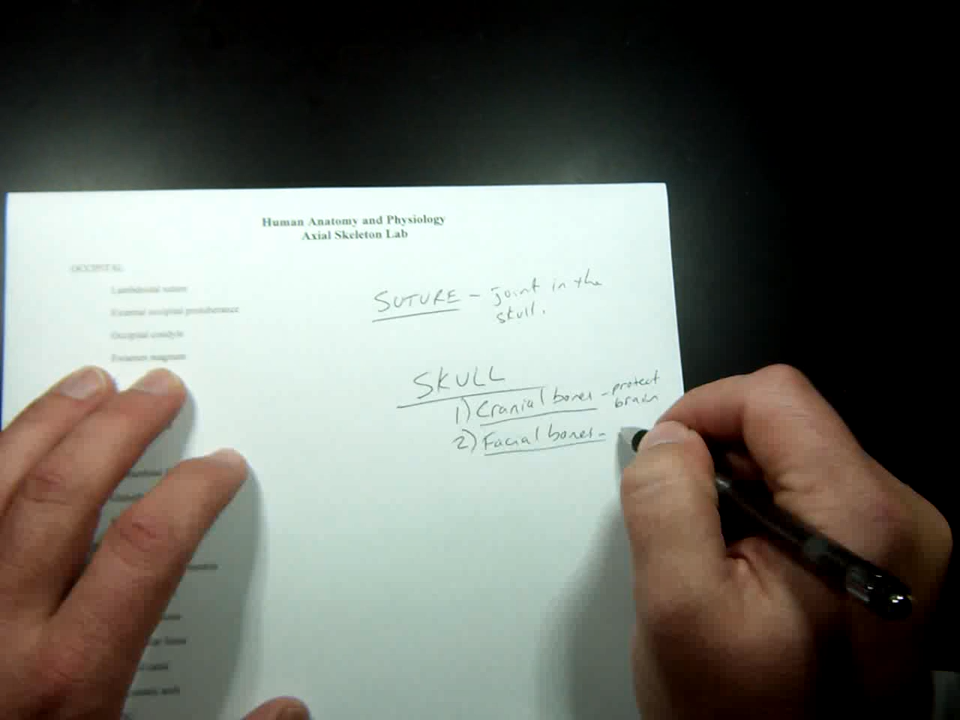 Human Anatomy and Physiology
Axial Skeleton Lab
OCCIPITAL
Lambdoidal suture
External occipital protuberance
Occipital condyle
Foramen magnum
SUTURE - joint in the
skull.
SKULL
1) Cranial bones - protect
brain
2) Facial bones -